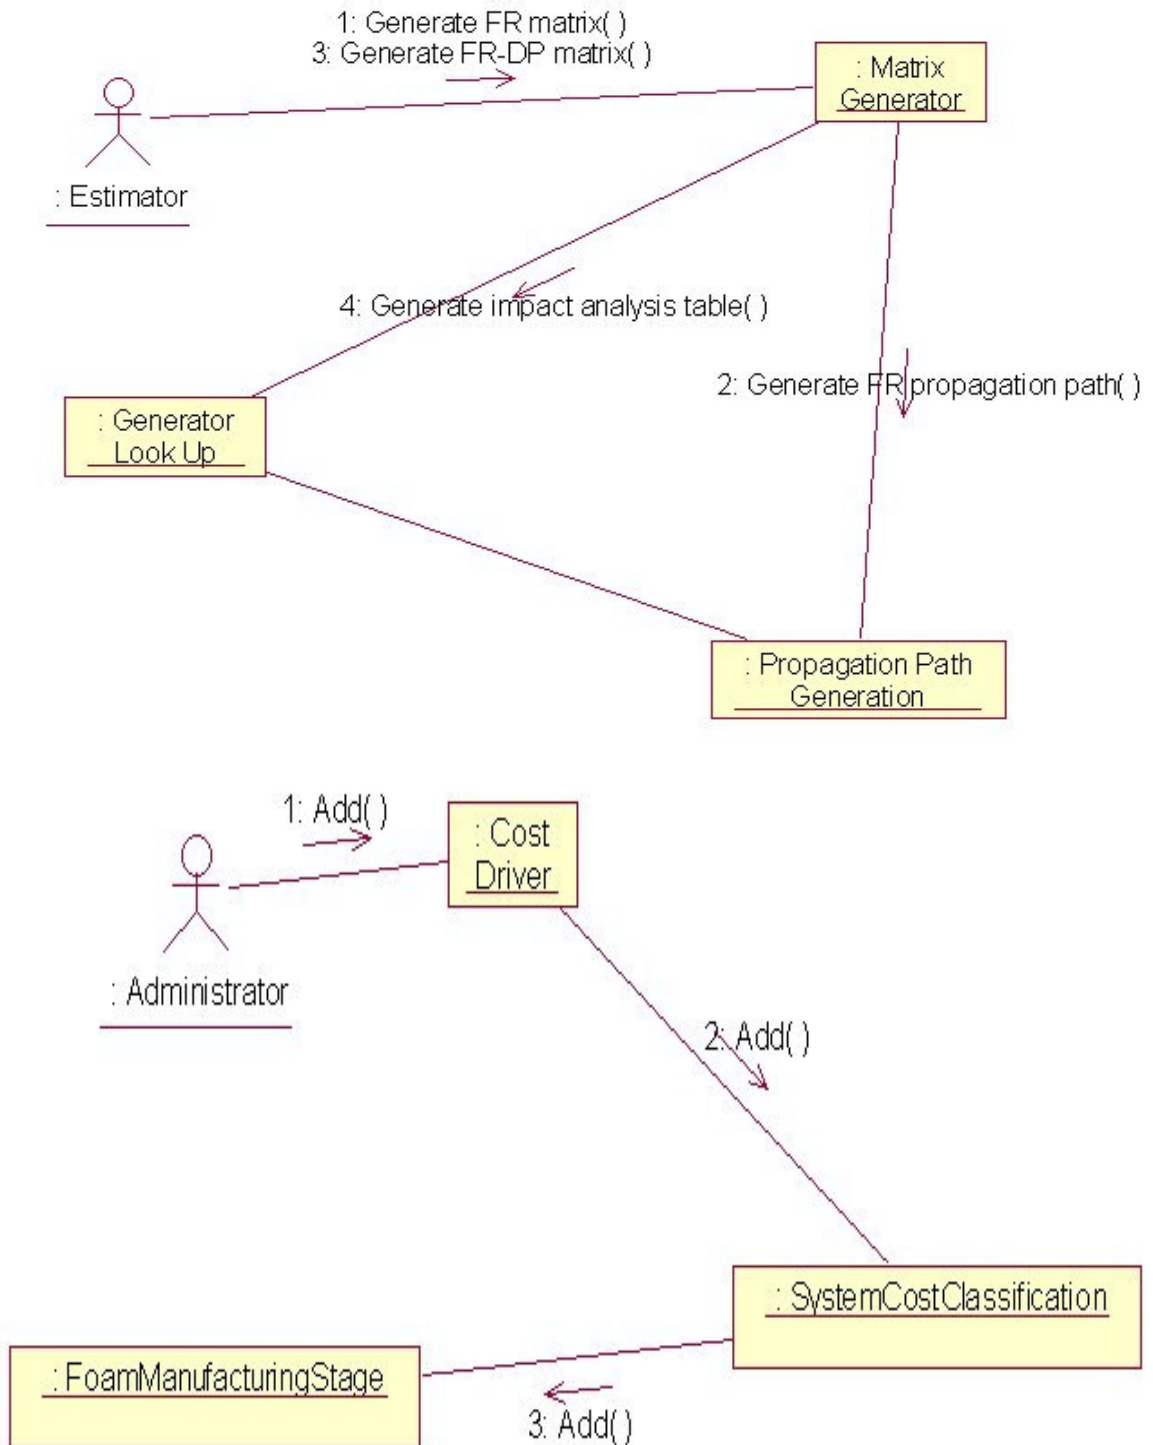 1: Generate FR matrix( )
3: Generate FR-DP matrix( )
: Matrix
Generator
: Estimator
4: Generate impact analysis table( )
2: Generate FR propagation path( )
: Generator
Look Up
: Propagation Path
Generation
1: Add( )
: Cost
Driver
: Administrator
2: Add( )
: SystemCostClassification
: FoamManufacturingStage
3: Add( )